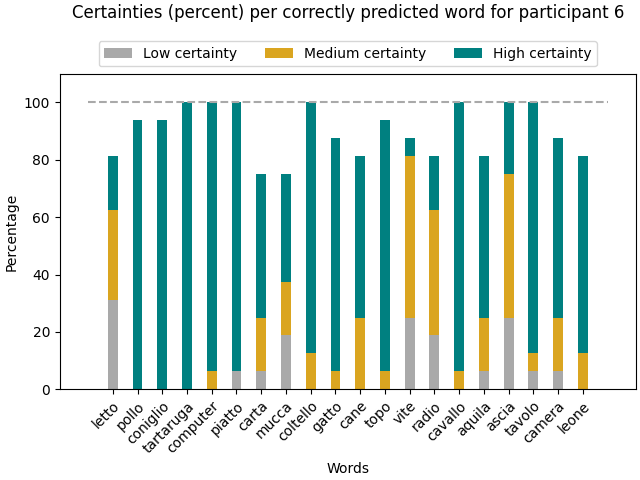 Certainties (percent) per correctly predicted word for participant 6
Low certainty Medium certainty High certainty
100
80
60
40
20
0
Percentage
letto pollo coniglio tartaruga computer piatto carta mucca coltello gatto cane topo vite radio cavallo aquila ascia tavolo camera leone
Words